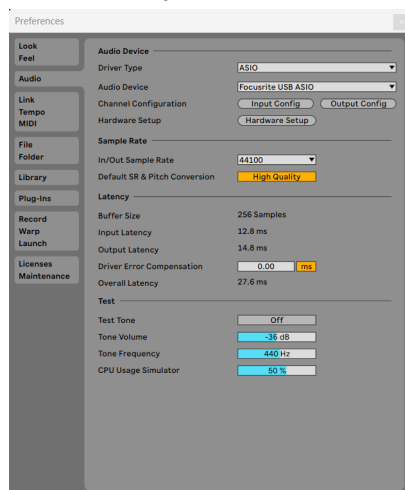 Preferences
Look
Feel
Audio
Link
Tempo
MIDI
File
Folder
Library
Plug-Ins
Record
Warp
Launch
Licenses
Maintenance
Audio Device
Driver Type ASIO
Audio Device Focusrite USB ASIO
Channel Configuration Input Config Output Config
Hardware Setup Hardware Setup
Sample Rate
In/Out Sample Rate 44100
Default SR & Pitch Conversion High Quality
Latency
Buffer Size 256 Samples
Input Latency 12.8 ms
Output Latency 14.8 ms
Driver Error Compensation 0.00 ms
Overall Latency 27.6 ms
Test
Test Tone Off
Tone Volume -36 dB
Tone Frequency 440 Hz
CPU Usage Simulator 50 %